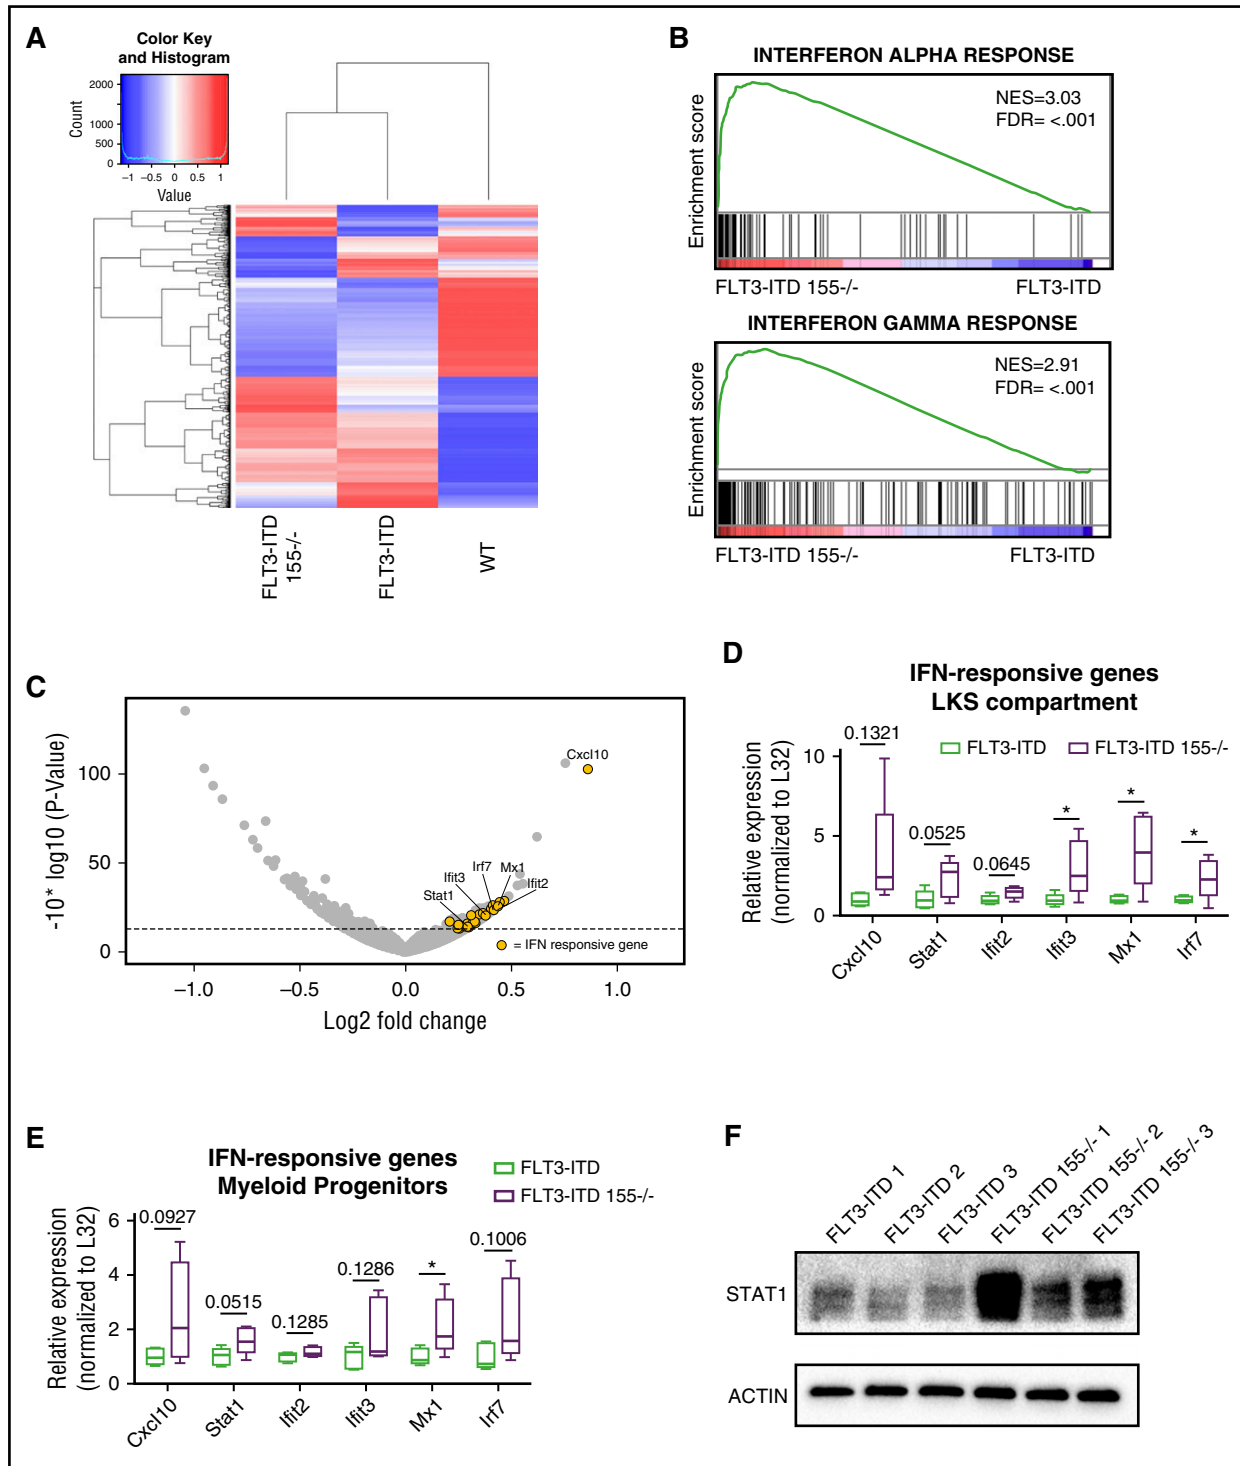 A
Color Key
and Histogram
Count
2000
1000
500
0
−1 −0.5 0 0.5 1
Value
FLT3-ITD
155-/-
FLT3-ITD
WT
B
INTERFERON ALPHA RESPONSE
Enrichment score
NES=3.03
FDR= <.001
FLT3-ITD 155-/-
FLT3-ITD
INTERFERON GAMMA RESPONSE
Enrichment score
NES=2.91
FDR= <.001
FLT3-ITD 155-/-
FLT3-ITD
C
-10* log10 (P-Value)
100
50
0
Cxcl10
Irf7
Mx1
Ifit3
Ifit2
Stat1
= IFN responsive gene
−1.0 −0.5 0.0 0.5 1.0
Log2 fold change
D
IFN-responsive genes
LKS compartment
FLT3-ITD
FLT3-ITD 155-/-
Relative expression
(normalized to L32)
10
5
0
0.1321
0.0525
0.0645
*
*
*
Cxcl10
Stat1
Ifit2
Ifit3
Mx1
Irf7
E
IFN-responsive genes
Myeloid Progenitors
FLT3-ITD
FLT3-ITD 155-/-
Relative expression
(normalized to L32)
6
4
2
0
0.0927
0.0515
0.1285
0.1286
*
0.1006
Cxcl10
Stat1
Ifit2
Ifit3
Mx1
Irf7
F
FLT3-ITD 1
FLT3-ITD 2
FLT3-ITD 3
FLT3-ITD 155-/- 1
FLT3-ITD 155-/- 2
FLT3-ITD 155-/- 3
STAT1
ACTIN